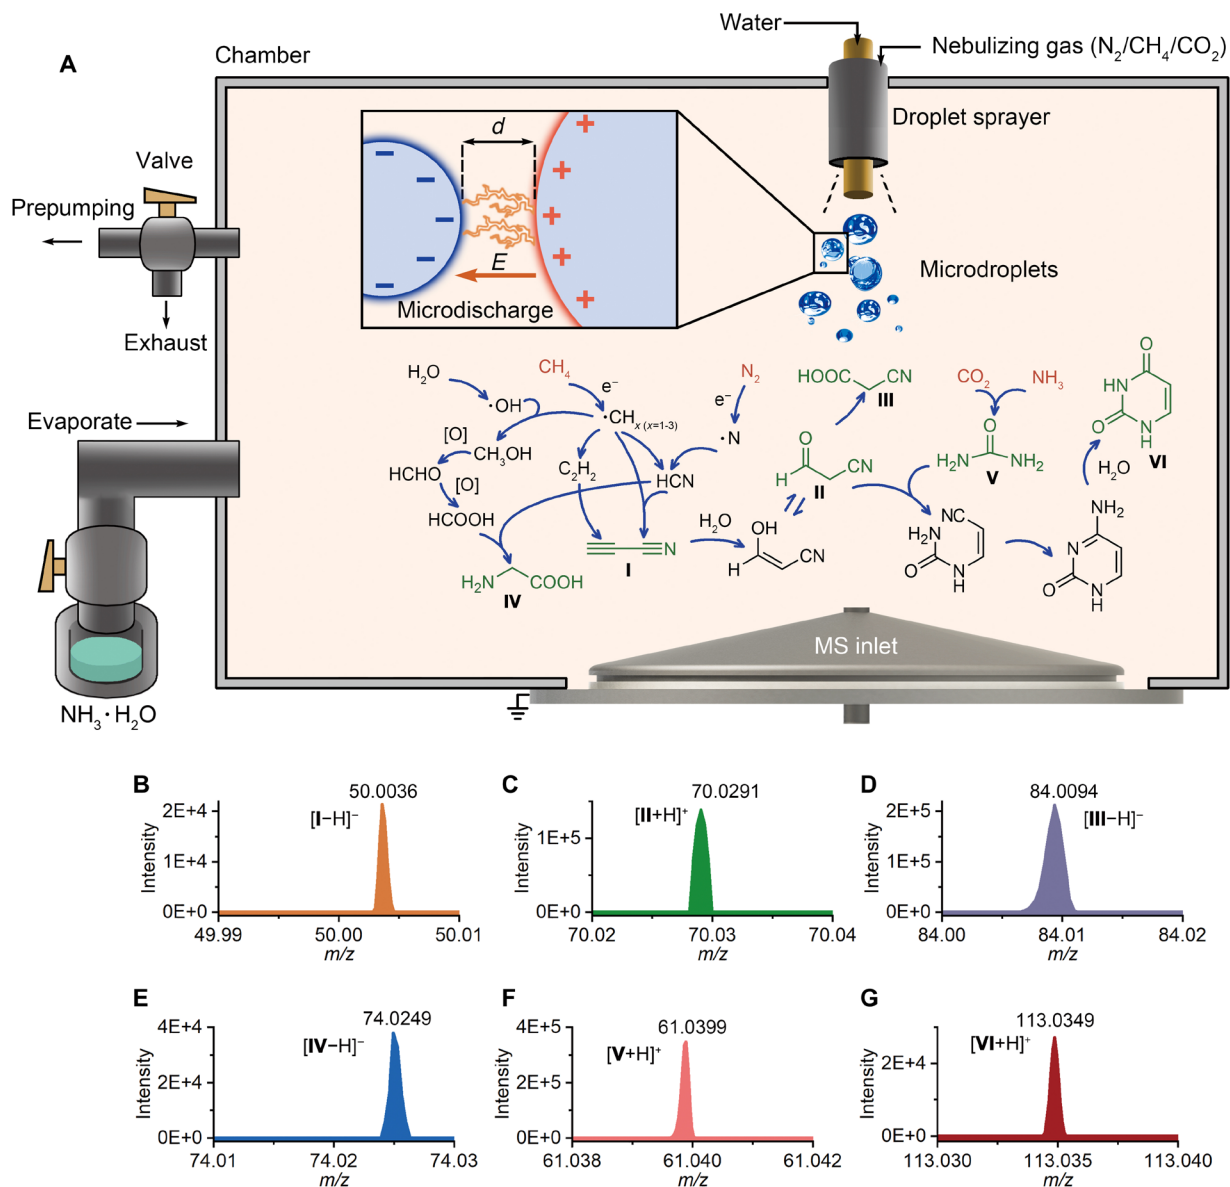 A
Chamber
Water
Nebulizing gas (N₂/CH₄/CO₂)
Droplet sprayer
Valve
Prepumping
Exhaust
Evaporate
NH₃·H₂O
d
E
Microdischarge
Microdroplets
H₂O
CH₄
e⁻
N₂
e⁻
·OH
·CHₓ (x=1-3)
·N
[O]
CH₃OH
HCHO
[O]
C₂H₂
HCN
HCOOH
H₂N
COOH
IV
N
I
H₂O
OH
H
CN
HOOC
CN
III
O
H
CN
II
CO₂
NH₃
O
H₂N
NH₂
V
NC
H₂N
O
N
H
NH₂
N
O
N
H
H₂O
O
HN
O
N
H
VI
MS inlet
B
50.0036
[I−H]⁻
Intensity
2E+4
1E+4
0E+0
49.99
50.00
50.01
m/z
C
70.0291
[II+H]⁺
Intensity
1E+5
0E+0
70.02
70.03
70.04
m/z
D
84.0094
[III−H]⁻
Intensity
2E+5
1E+5
0E+0
84.00
84.01
84.02
m/z
E
74.0249
[IV−H]⁻
Intensity
4E+4
2E+4
0E+0
74.01
74.02
74.03
m/z
F
61.0399
[V+H]⁺
Intensity
4E+5
2E+5
0E+0
61.038
61.040
61.042
m/z
G
113.0349
[VI+H]⁺
Intensity
2E+4
0E+0
113.030
113.035
113.040
m/z